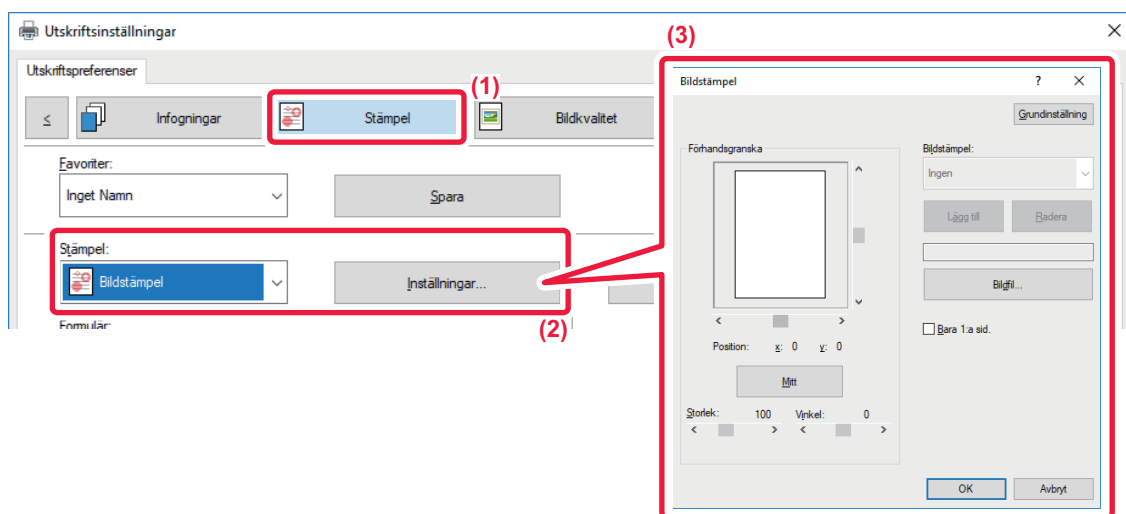 Utskriftsinställningar
Utskriftspreferenser
(1)
≤
Infogningar
Stämpel
Bildkvalitet
Favoriter:
Inget Namn
Spara
Stämpel:
Bildstämpel
Inställningar...
(2)
Formulär:
(3)
Bildstämpel
?
Grundinställning
Förhandsgranska
Bildstämpel:
Ingen
Lägg till
Radera
Bildfil...
Bara 1:a sid.
Position: x: 0 y: 0
Mitt
Storlek: 100 Vinkel: 0
OK
Avbryt